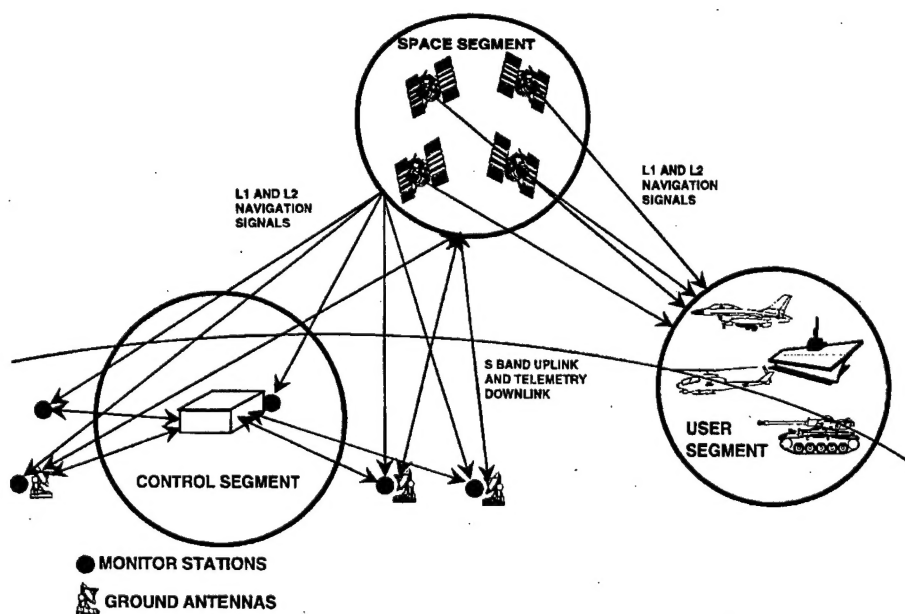 SPACE SEGMENT
L1 AND L2
NAVIGATION
SIGNALS
L1 AND L2
NAVIGATION
SIGNALS
S BAND UPLINK
AND TELEMETRY
DOWNLINK
USER
SEGMENT
CONTROL SEGMENT
MONITOR STATIONS
GROUND ANTENNAS